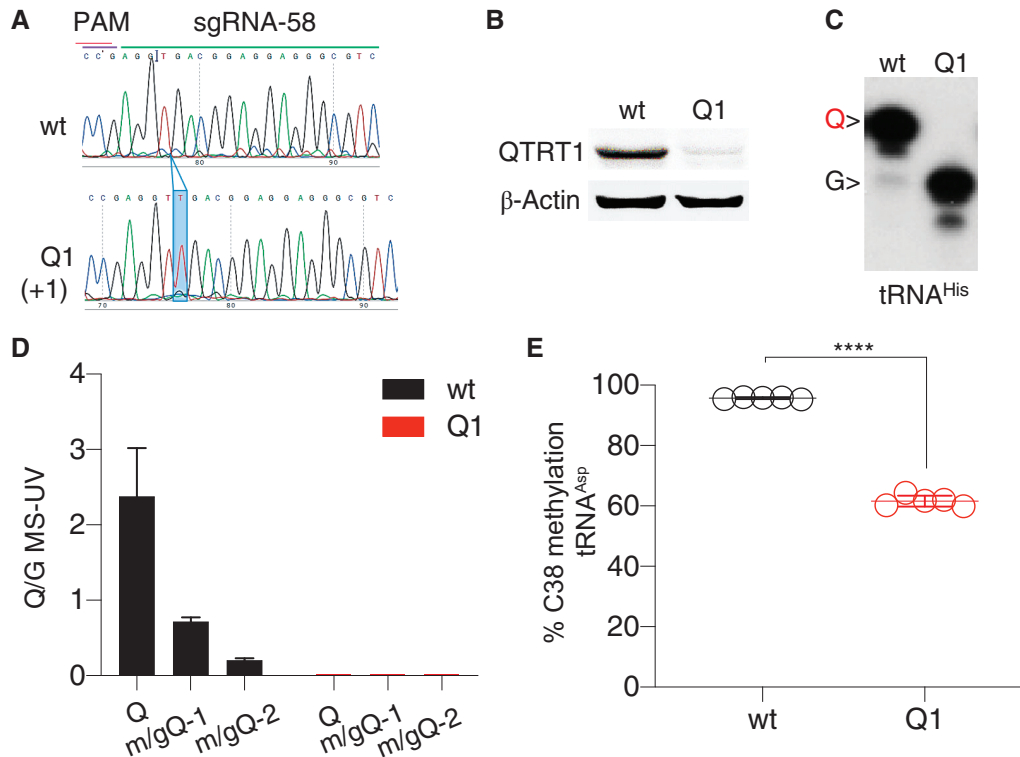 A
PAM sgRNA-58
C C G A G G T G A C G G A G G A G G G C G T C
wt
80 90
C C G A G G T T G A C G G A G G A G G G C G T C
Q1
(+1)
70 80 90
B
wt Q1
QTRT1
β-Actin
C
wt Q1
Q>
G>
tRNAHis
D
Q/G MS-UV
4
3
2
1
0
wt
Q1
Q m/gQ-1 m/gQ-2 Q m/gQ-1 m/gQ-2
E
% C38 methylation
tRNAAsp
****
100
80
60
40
20
0
wt Q1